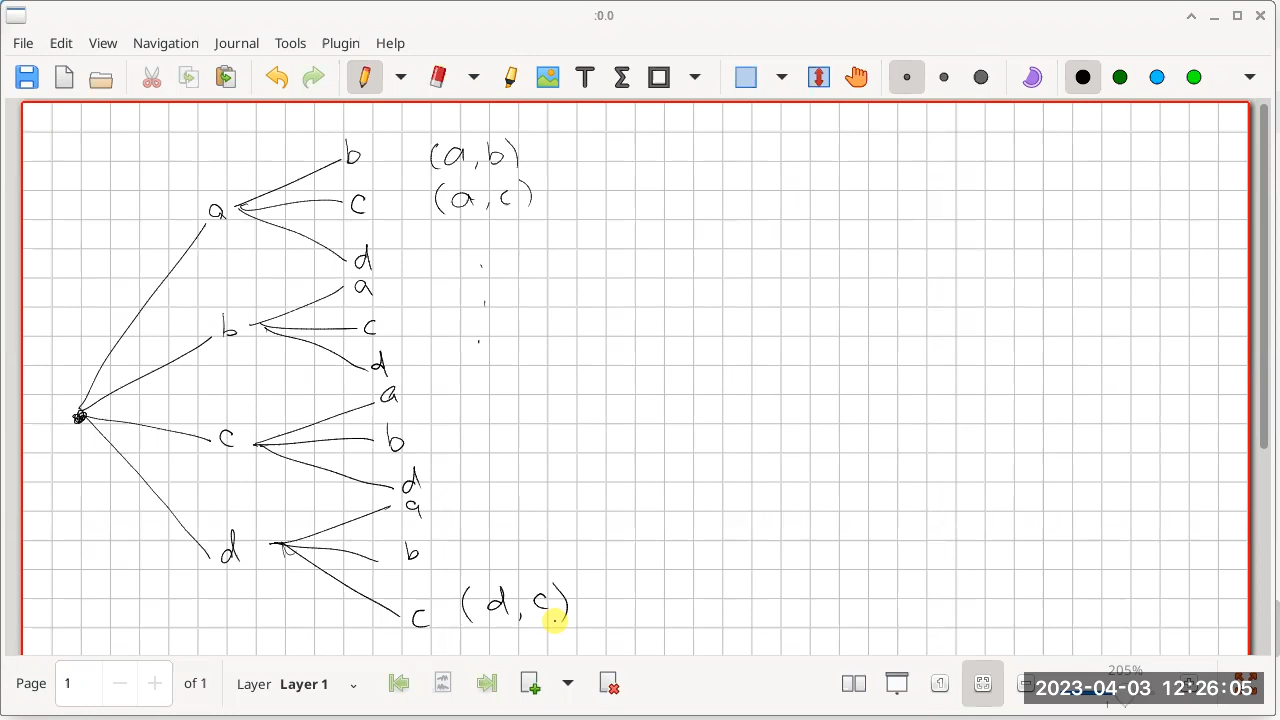 :0.0
File Edit View Navigation Journal Tools Plugin Help
b (a,b)
a c (a,c)
d
a
b c
d
a
c b
d
a
d b
c (d,c)
Page 1 of 1 Layer Layer 1
205%
2023-04-03 12:26:05